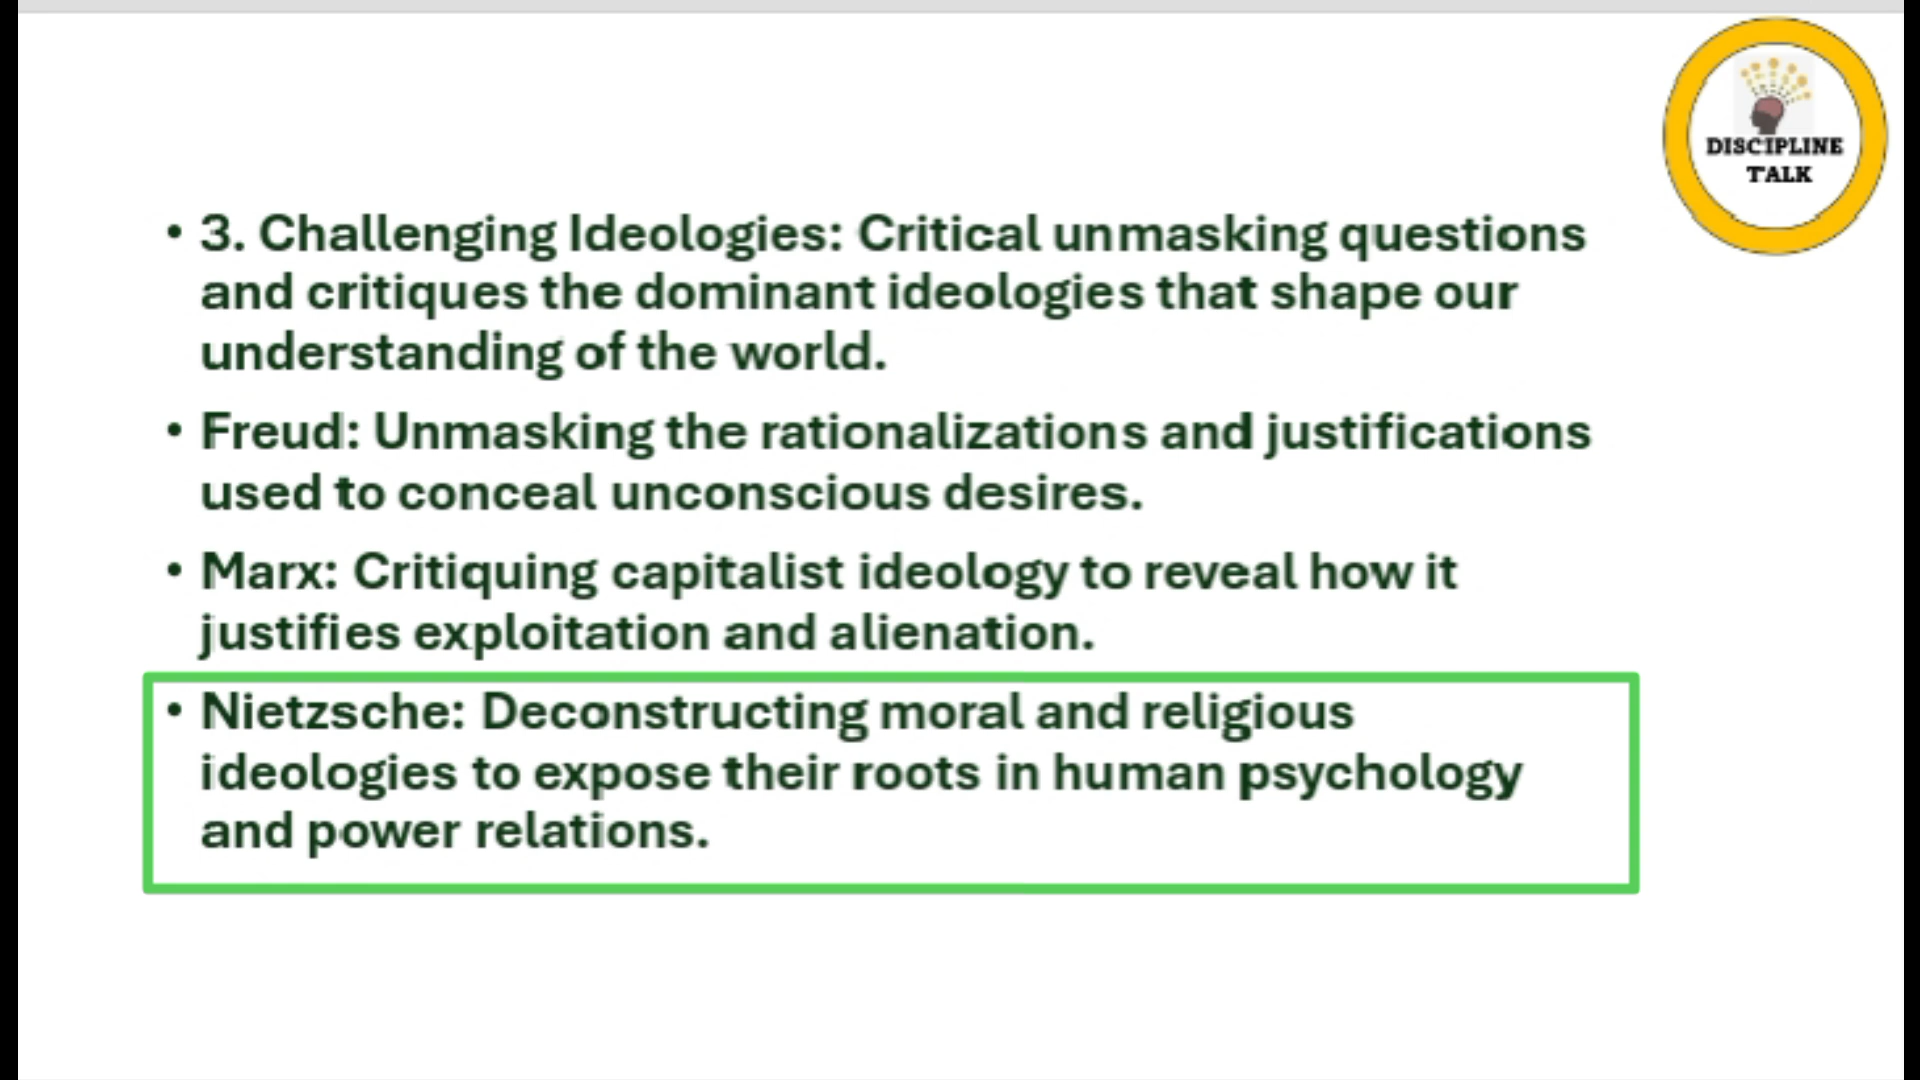 DISCIPLINE
TALK
• 3. Challenging Ideologies: Critical unmasking questions
and critiques the dominant ideologies that shape our
understanding of the world.
• Freud: Unmasking the rationalizations and justifications
used to conceal unconscious desires.
• Marx: Critiquing capitalist ideology to reveal how it
justifies exploitation and alienation.
• Nietzsche: Deconstructing moral and religious
ideologies to expose their roots in human psychology
and power relations.